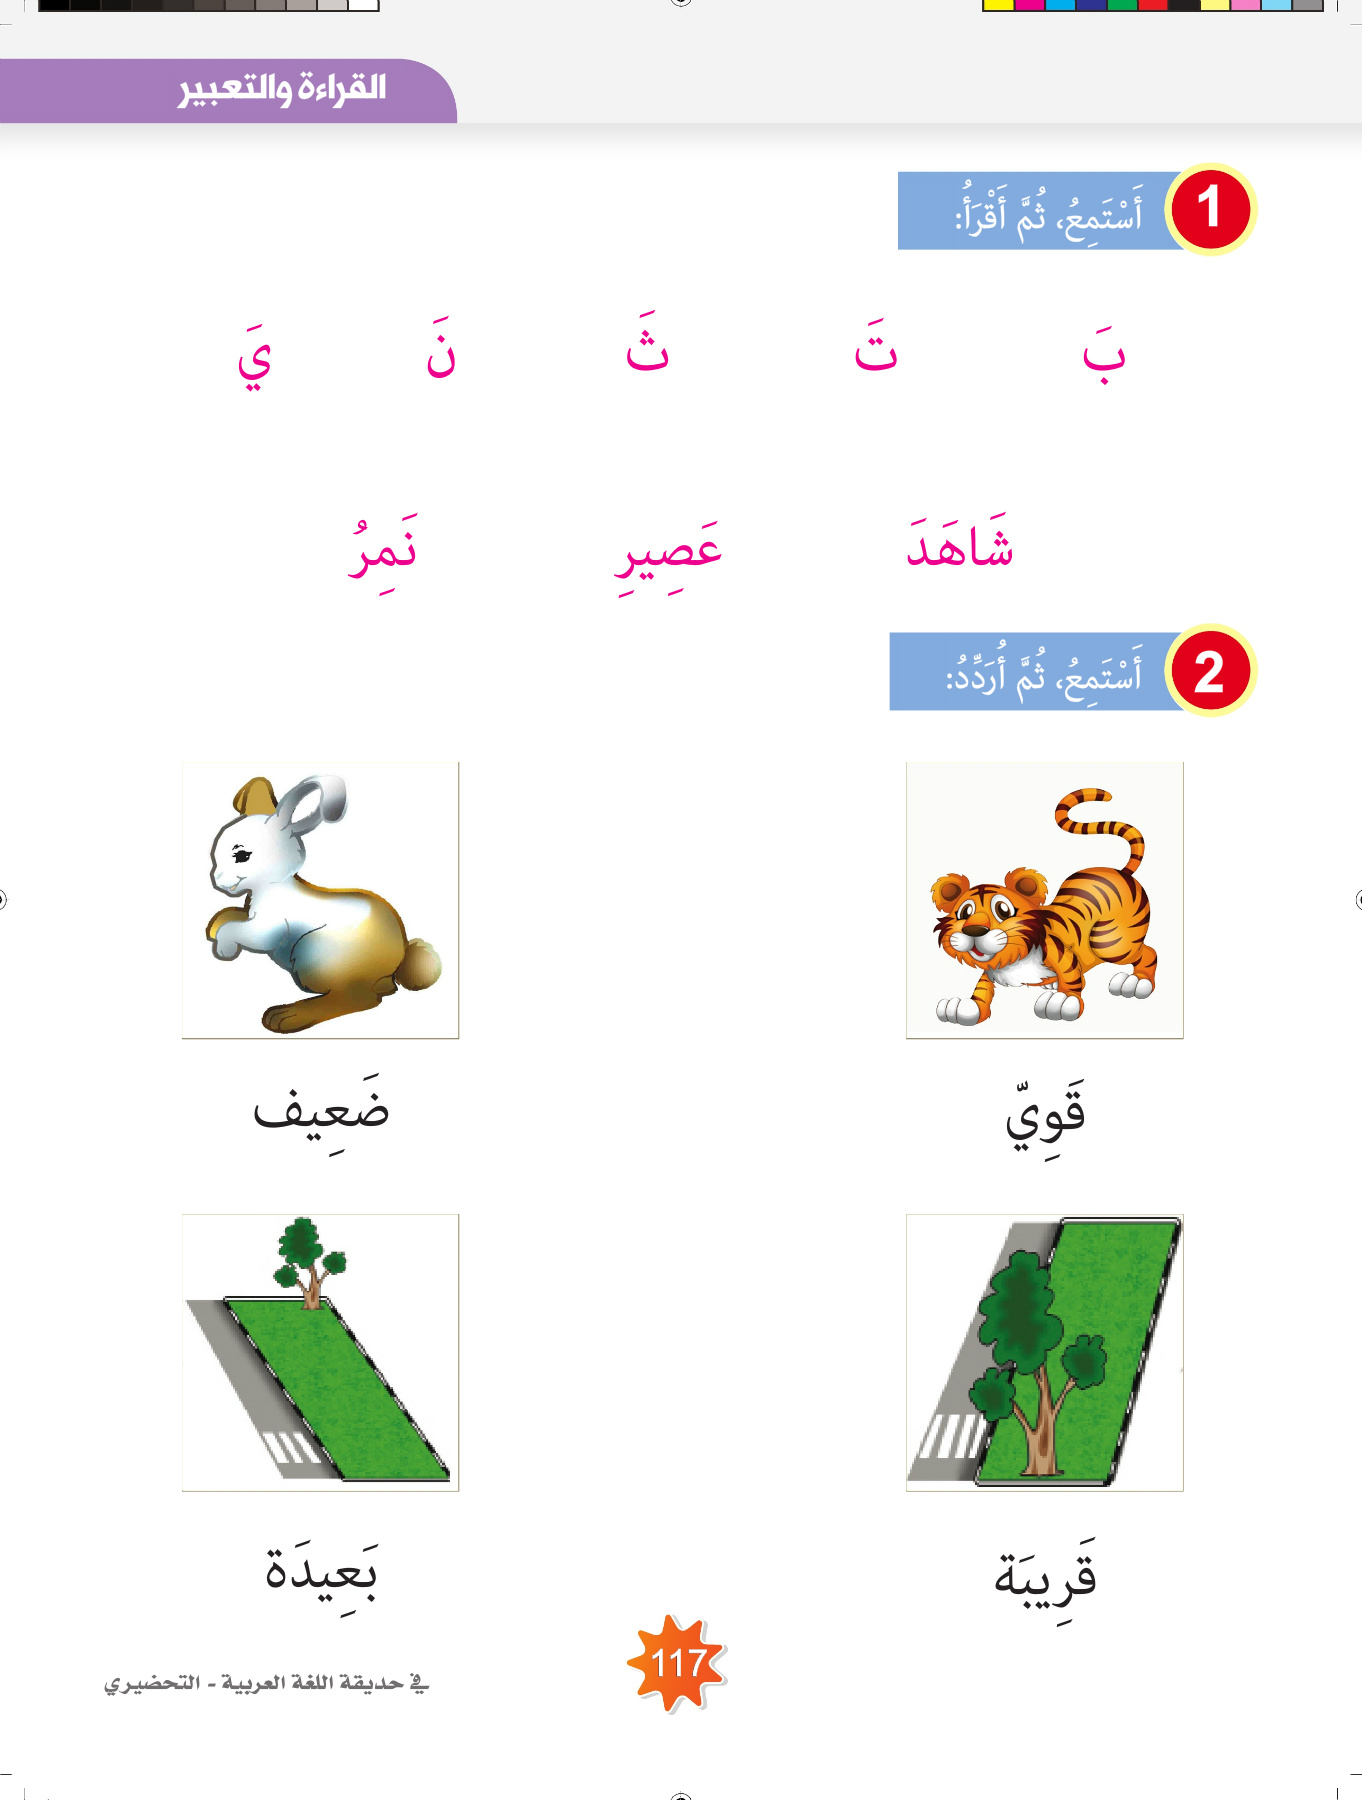 القراءة والتعبير
1 أَسْتَمِعُ، ثُمَّ أَقْرَأُ:
بَ تَ ثَ نَ يَ
شَاهَدَ عَصِيرِ نَمِرُ
2 أَسْتَمِعُ، ثُمَّ أُرَدِّدُ:
قَوِيّ ضَعِيف
قَرِيبَة بَعِيدَة
117
في حديقة اللغة العربية - التحضيري